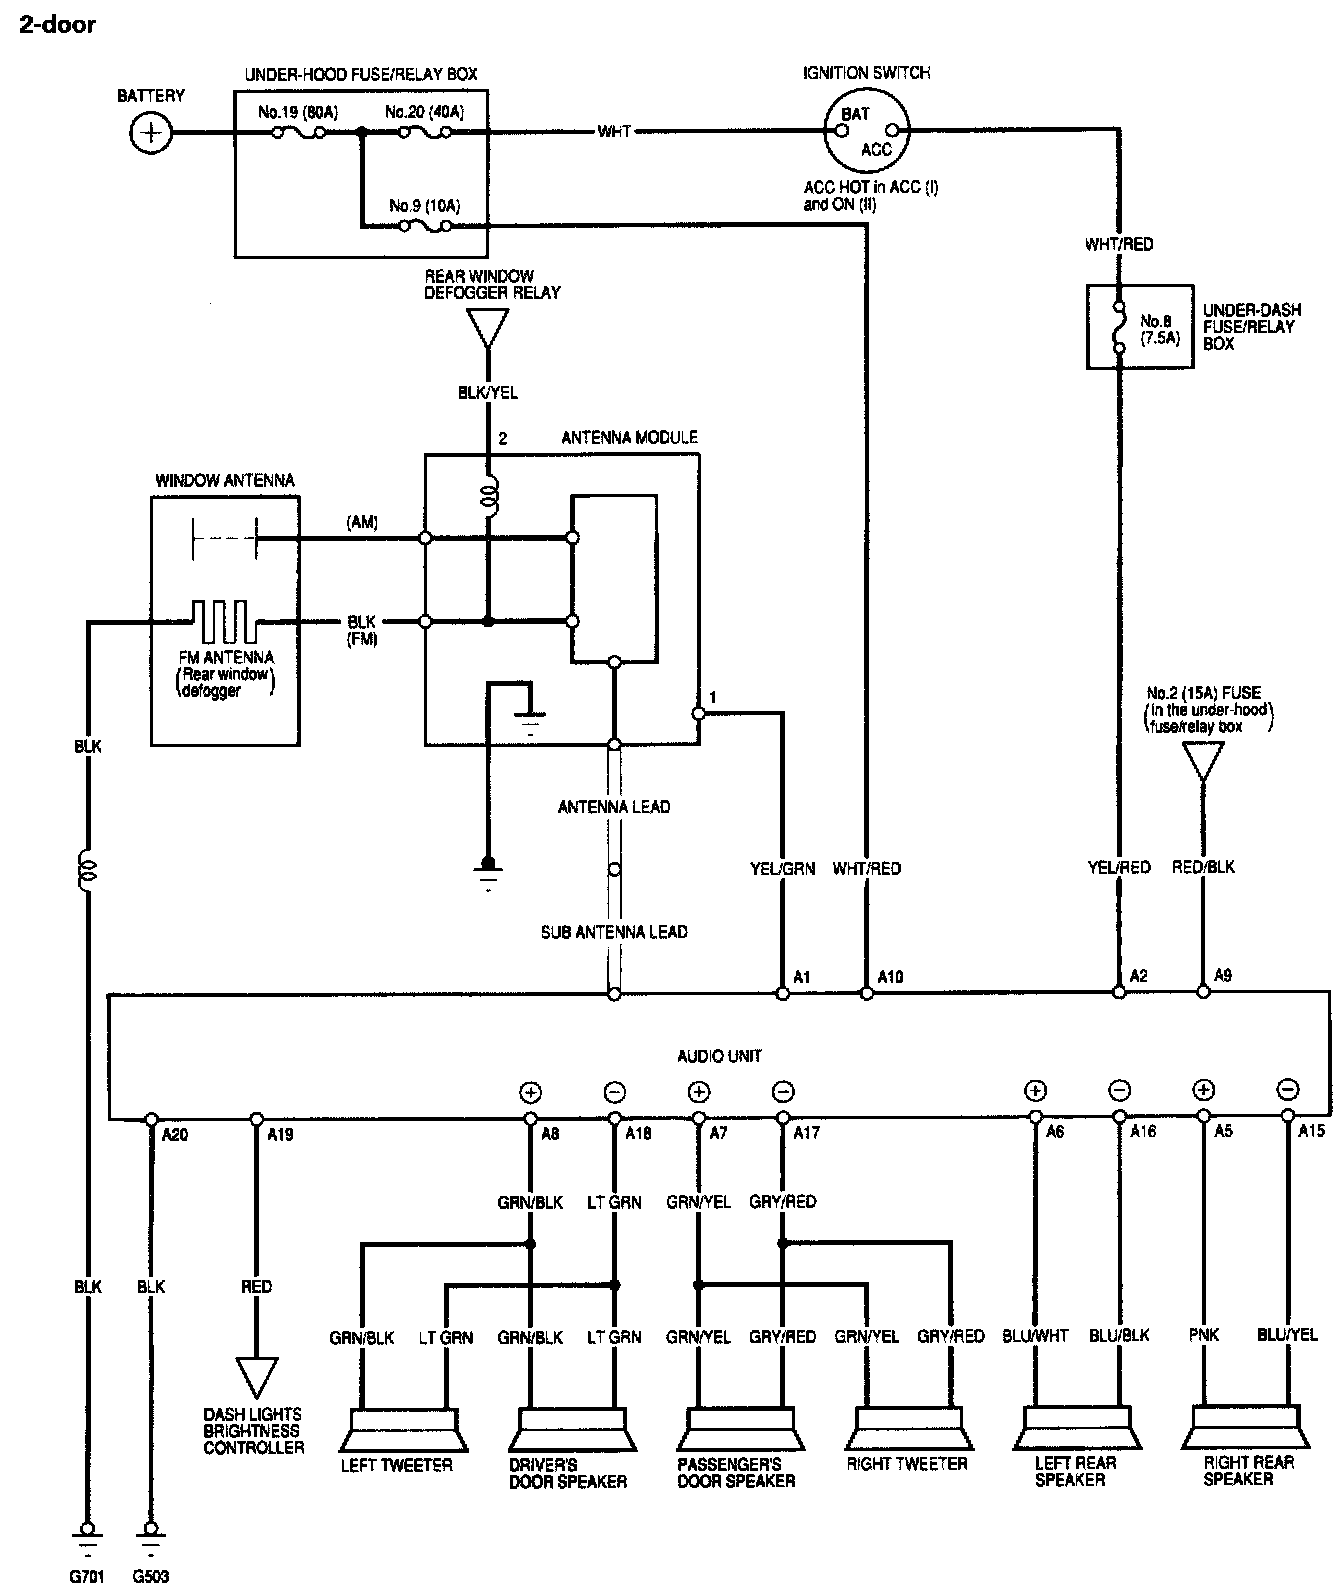 2-door
UNDER-HOOD FUSE/RELAY BOX
IGNITION SWITCH
BATTERY
No.19 (80A)
No.20 (40A)
BAT
WHT
ACC
ACC HOT in ACC (I)
and ON (II)
No.9 (10A)
WHT/RED
REAR WINDOW
DEFOGGER RELAY
No.8
(7.5A)
UNDER-DASH
FUSE/RELAY
BOX
BLK/YEL
2
ANTENNA MODULE
WINDOW ANTENNA
(AM)
BLK
(FM)
FM ANTENNA
(Rear window
defogger)
1
No.2 (15A) FUSE
(In the under-hood
fuse/relay box)
BLK
ANTENNA LEAD
YEL/GRN
WHT/RED
YEL/RED
RED/BLK
SUB ANTENNA LEAD
A1
A10
A2
A9
AUDIO UNIT
+
−
+
−
+
−
+
−
A20
A19
A8
A18
A7
A17
A6
A16
A5
A15
GRN/BLK
LT GRN
GRN/YEL
GRY/RED
BLK
BLK
RED
GRN/BLK
LT GRN
GRN/BLK
LT GRN
GRN/YEL
GRY/RED
GRN/YEL
GRY/RED
BLU/WHT
BLU/BLK
PNK
BLU/YEL
DASH LIGHTS
BRIGHTNESS
CONTROLLER
LEFT TWEETER
DRIVER'S
DOOR SPEAKER
PASSENGER'S
DOOR SPEAKER
RIGHT TWEETER
LEFT REAR
SPEAKER
RIGHT REAR
SPEAKER
G701
G503